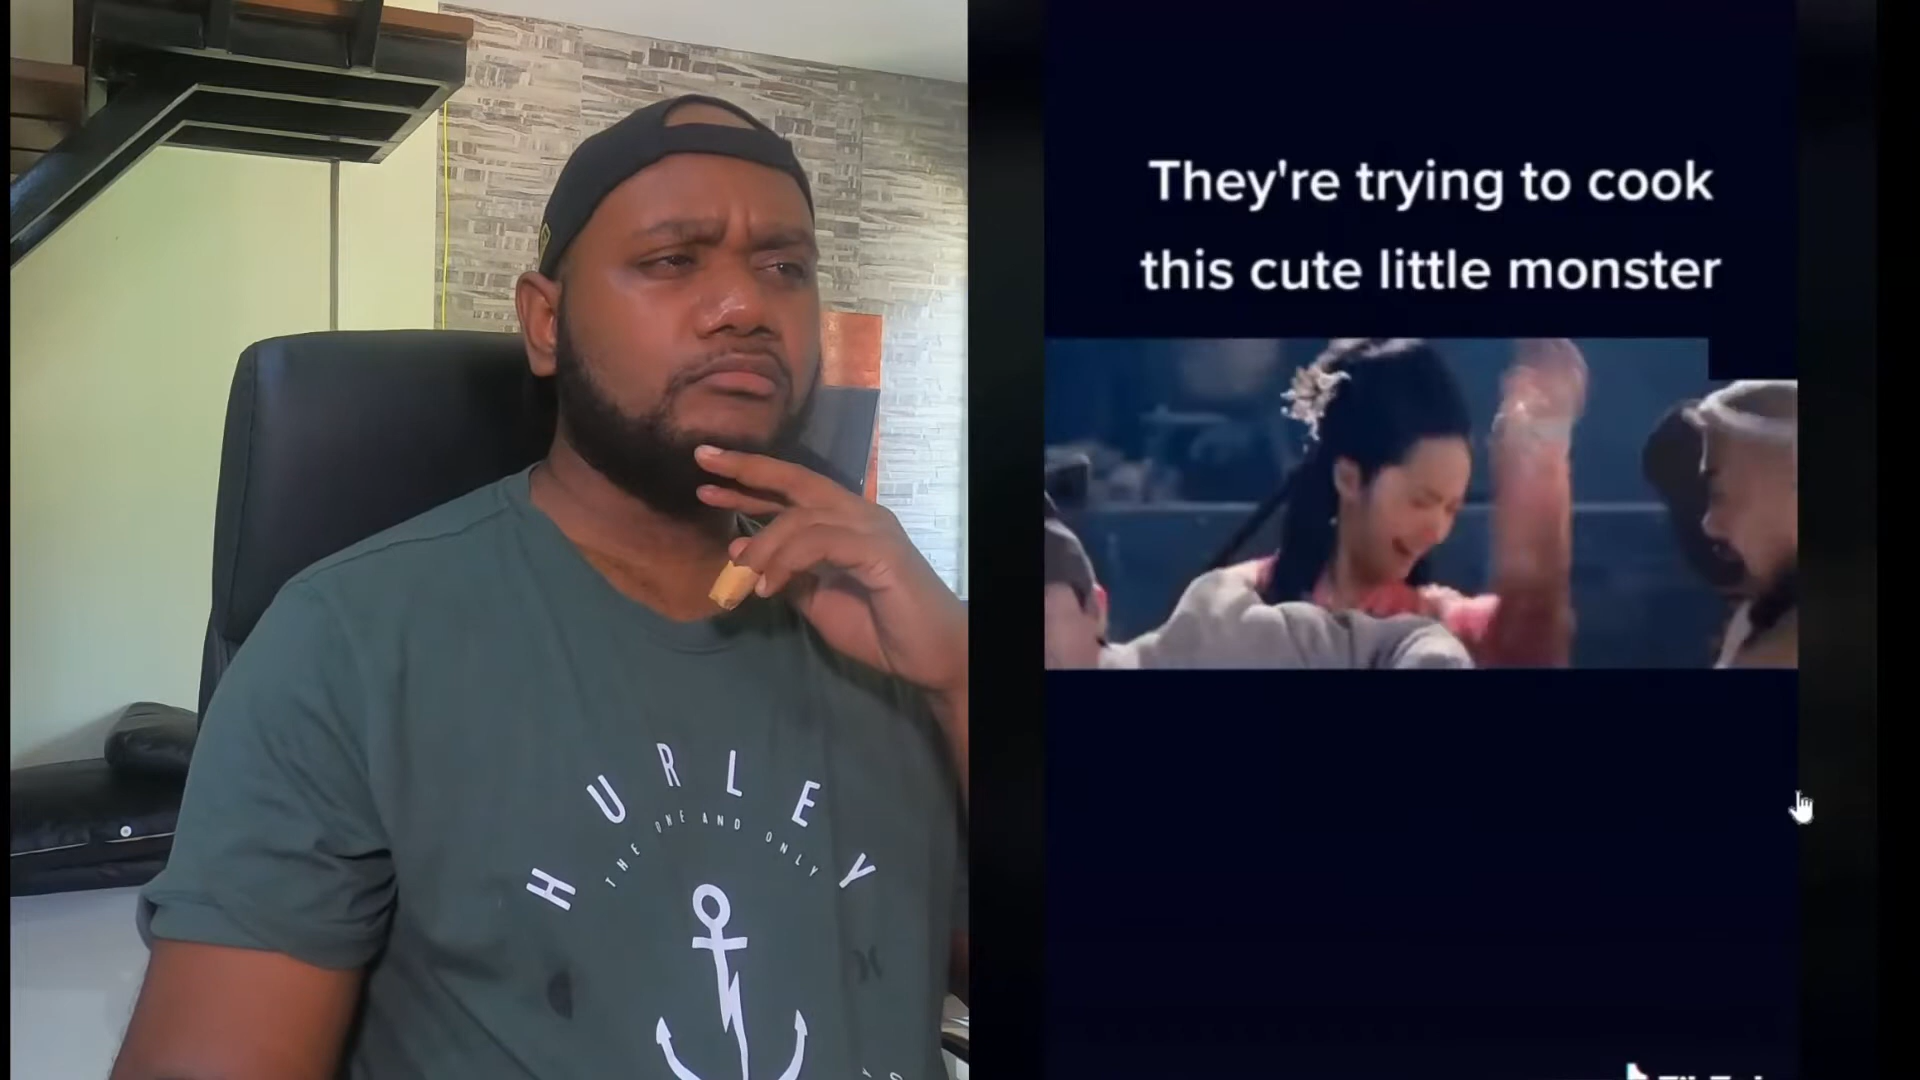 They're trying to cook
this cute little monster
HURLEY
THE ONE AND ONLY